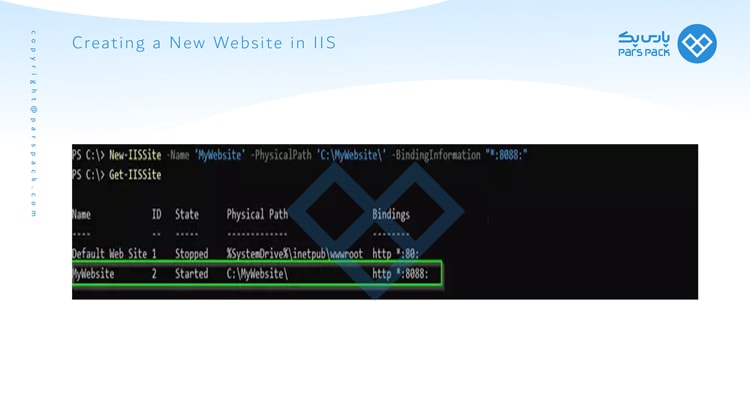 Creating a New Website in IIS
پارس پک
Pars Pack
copyright@parspack.com
PS C:\> New-IISSite -Name 'MyWebsite' -PhysicalPath 'C:\MyWebsite\' -BindingInformation "*:8088:"
PS C:\> Get-IISSite
Name ID State Physical Path Bindings
---- -- ----- ------------- --------
Default Web Site 1 Stopped %SystemDrive%\inetpub\wwwroot http *:80:
MyWebsite 2 Started C:\MyWebsite\ http *:8088: